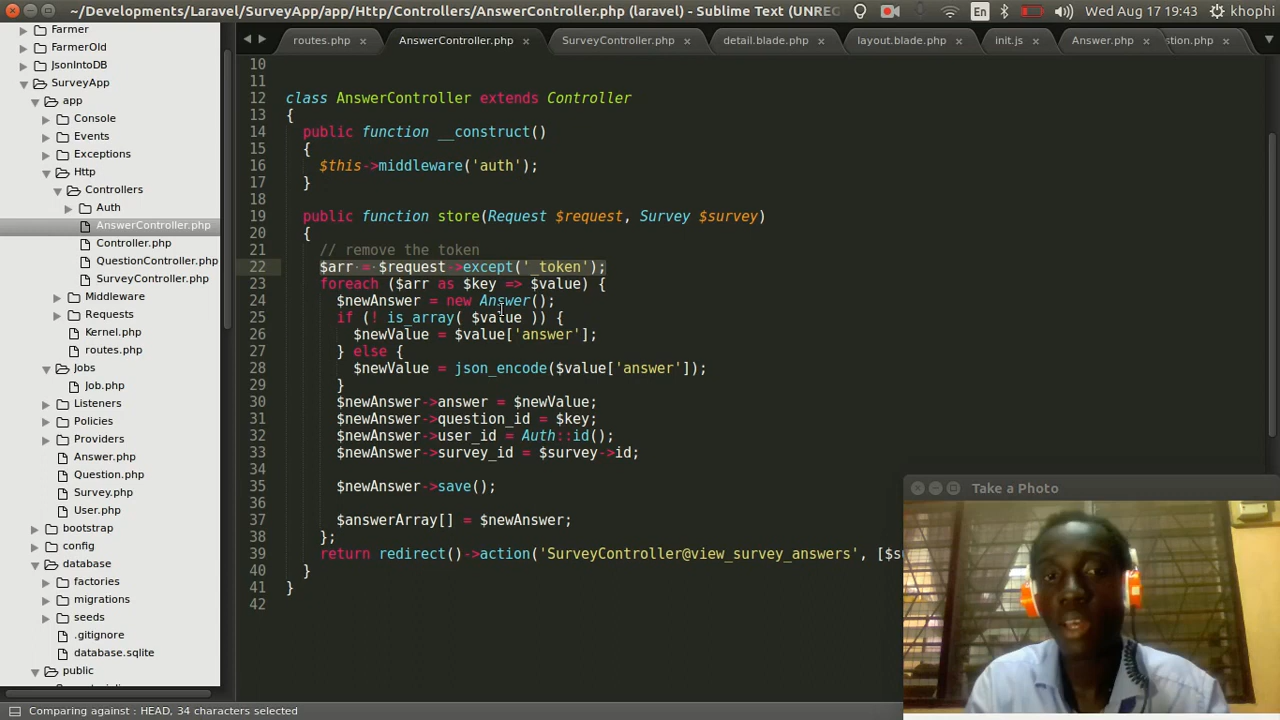 ~/Developments/Laravel/SurveyApp/app/Http/Controllers/AnswerController.php (laravel) - Sublime Text (UNREG
En
Wed Aug 17 19:43
khophi
routes.php
AnswerController.php
SurveyController.php
detail.blade.php
layout.blade.php
init.js
Answer.php
stion.php
Farmer
FarmerOld
JsonIntoDB
SurveyApp
app
Console
Events
Exceptions
Http
Controllers
Auth
AnswerController.php
Controller.php
QuestionController.php
SurveyController.php
Middleware
Requests
Kernel.php
routes.php
Jobs
Job.php
Listeners
Policies
Providers
Answer.php
Question.php
Survey.php
User.php
bootstrap
config
database
factories
migrations
seeds
.gitignore
database.sqlite
public
10
11
12 class AnswerController extends Controller
13 {
14 public function __construct()
15 {
16 $this->middleware('auth');
17 }
18
19 public function store(Request $request, Survey $survey)
20 {
21 // remove the token
22 $arr = $request->except('_token');
23 foreach ($arr as $key => $value) {
24 $newAnswer = new Answer();
25 if (! is_array( $value )) {
26 $newValue = $value['answer'];
27 } else {
28 $newValue = json_encode($value['answer']);
29 }
30 $newAnswer->answer = $newValue;
31 $newAnswer->question_id = $key;
32 $newAnswer->user_id = Auth::id();
33 $newAnswer->survey_id = $survey->id;
34
35 $newAnswer->save();
36
37 $answerArray[] = $newAnswer;
38 };
39 return redirect()->action('SurveyController@view_survey_answers', [$su
40 }
41 }
42
Take a Photo
Comparing against : HEAD, 34 characters selected